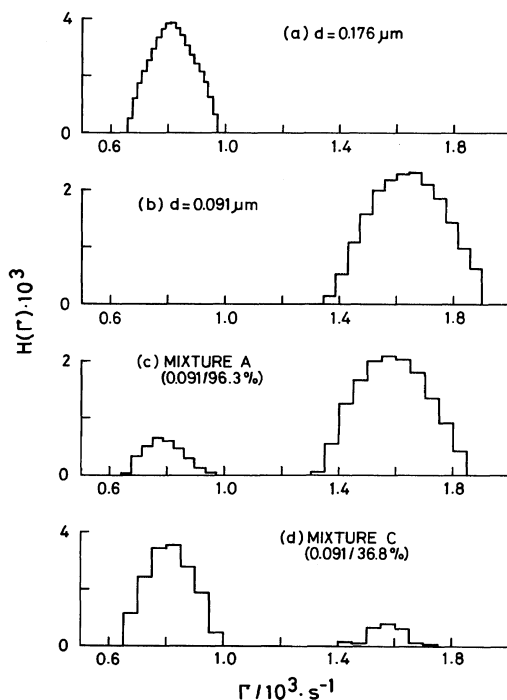 4
2
0
(a) d = 0.176 μm
0.6 1.0 1.4 1.8
2
0
(b) d = 0.091 μm
0.6 1.0 1.4 1.8
H(Γ)·10³
(c) MIXTURE A
(0.091/96.3%)
2
0
0.6 1.0 1.4 1.8
4
0
(d) MIXTURE C
(0.091/36.8%)
0.6 1.0 1.4 1.8
Γ/10³·s⁻¹